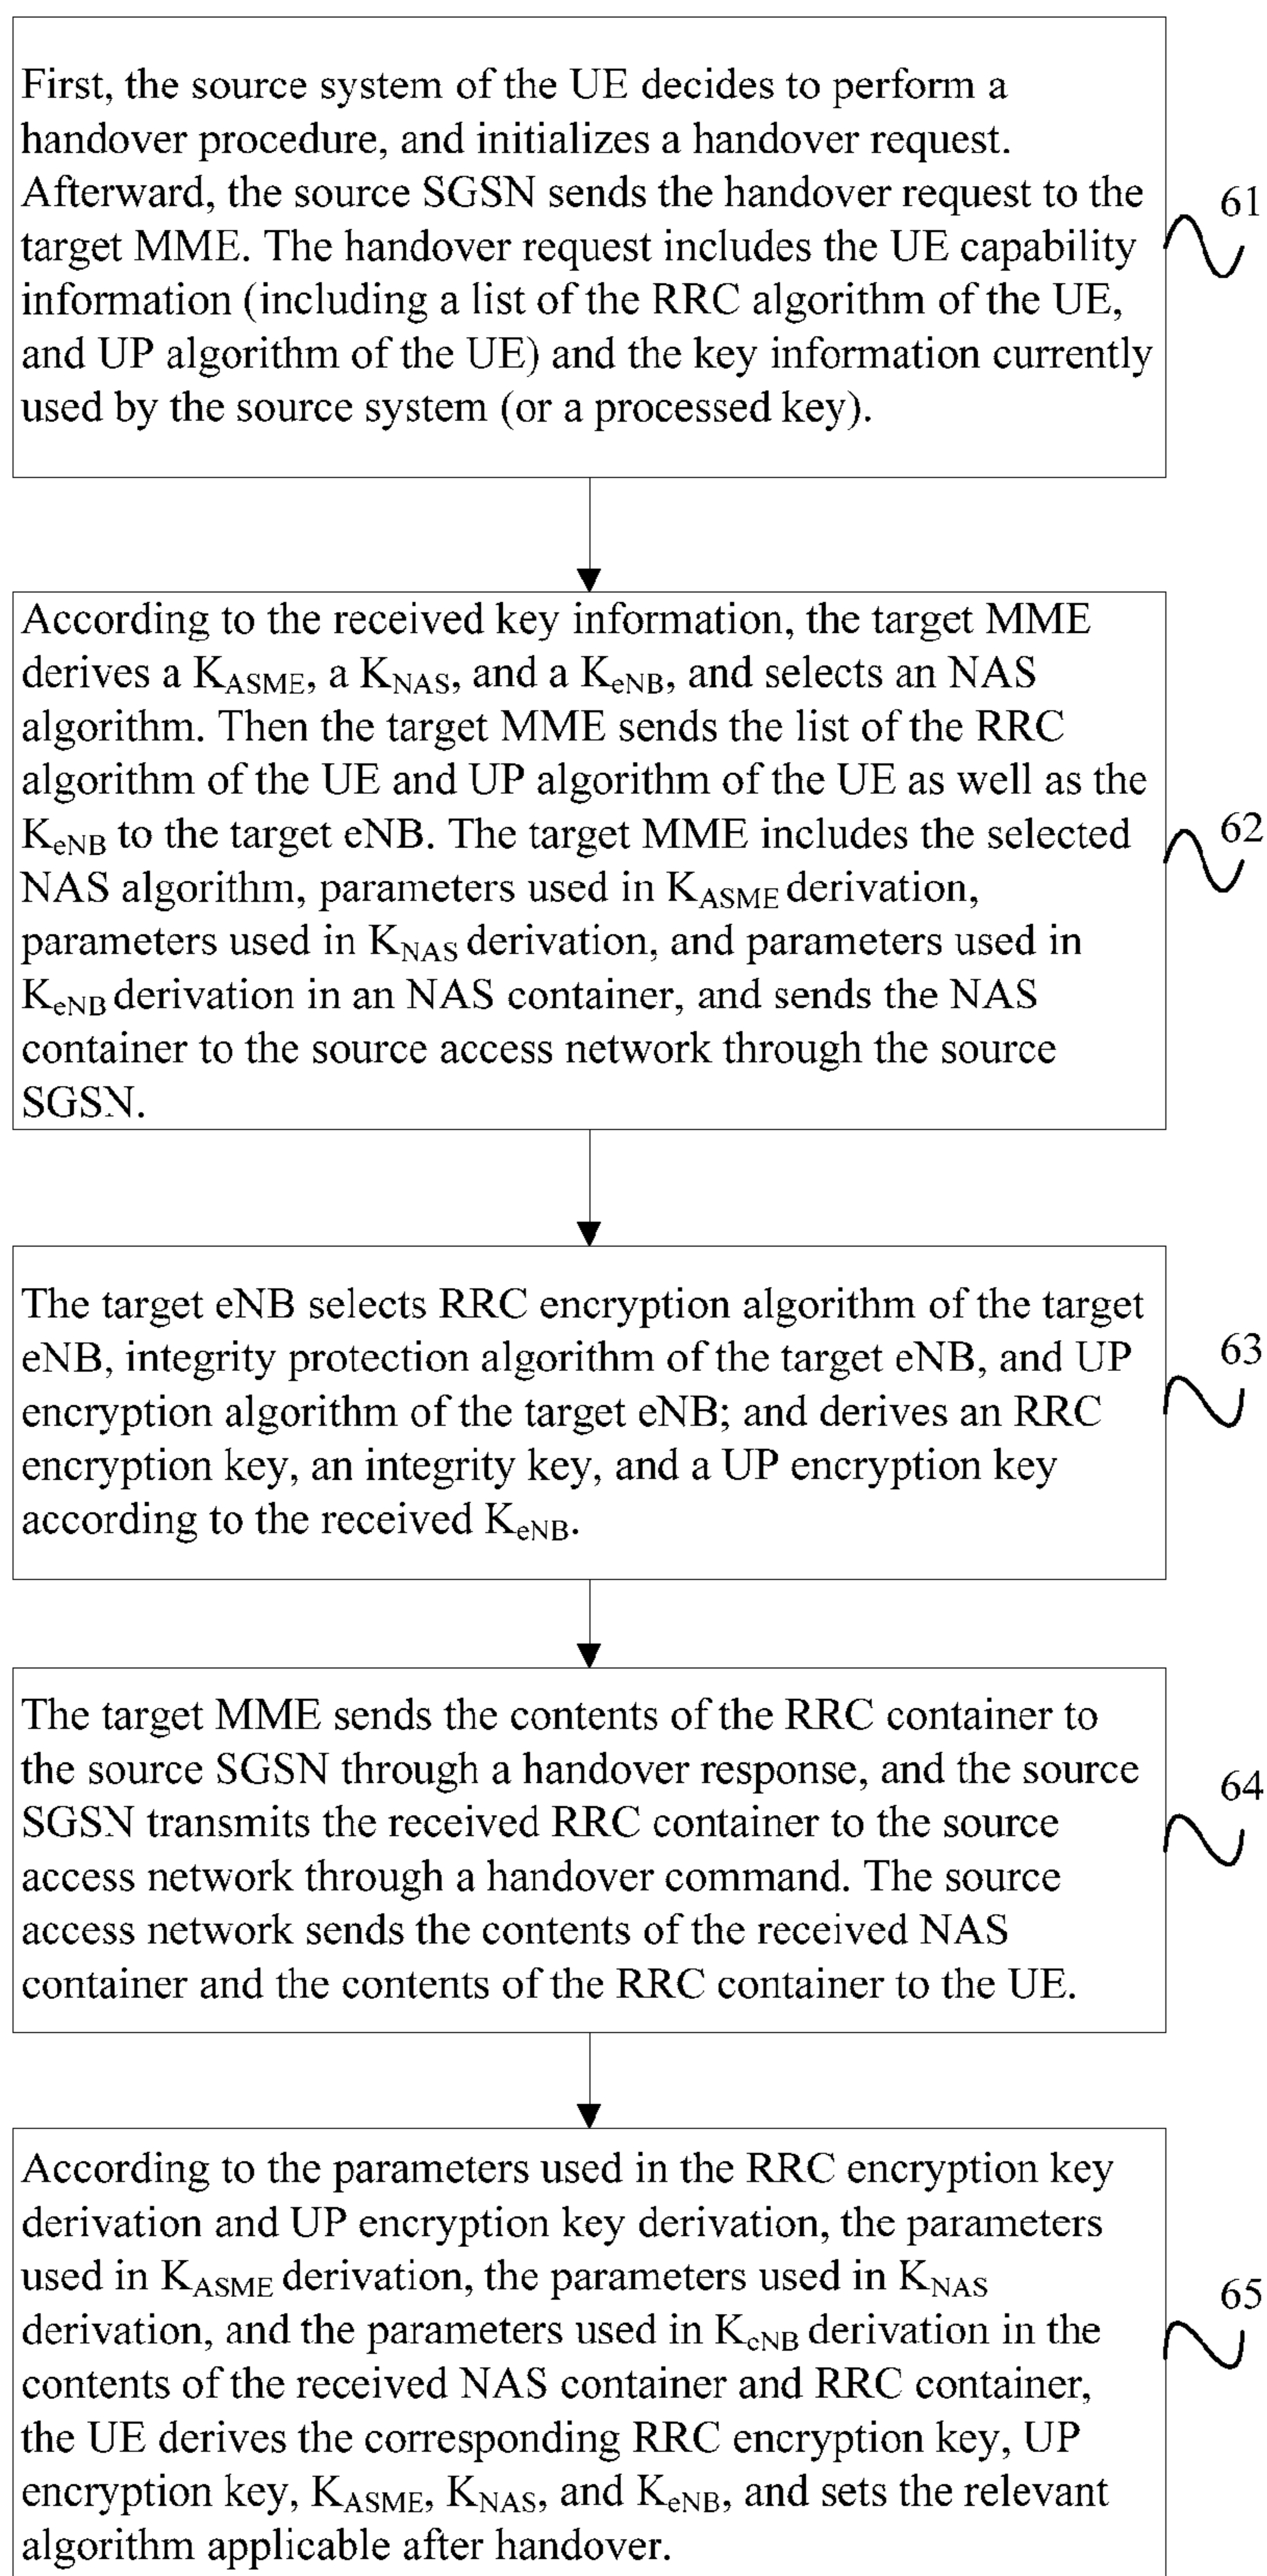 First, the source system of the UE decides to perform a
handover procedure, and initializes a handover request.
Afterward, the source SGSN sends the handover request to the
target MME. The handover request includes the UE capability
information (including a list of the RRC algorithm of the UE,
and UP algorithm of the UE) and the key information currently
used by the source system (or a processed key).
61
According to the received key information, the target MME
derives a KASME, a KNAS, and a KeNB, and selects an NAS
algorithm. Then the target MME sends the list of the RRC
algorithm of the UE and UP algorithm of the UE as well as the
KeNB to the target eNB. The target MME includes the selected
NAS algorithm, parameters used in KASME derivation,
parameters used in KNAS derivation, and parameters used in
KeNB derivation in an NAS container, and sends the NAS
container to the source access network through the source
SGSN.
62
The target eNB selects RRC encryption algorithm of the target
eNB, integrity protection algorithm of the target eNB, and UP
encryption algorithm of the target eNB; and derives an RRC
encryption key, an integrity key, and a UP encryption key
according to the received KeNB.
63
The target MME sends the contents of the RRC container to
the source SGSN through a handover response, and the source
SGSN transmits the received RRC container to the source
access network through a handover command. The source
access network sends the contents of the received NAS
container and the contents of the RRC container to the UE.
64
According to the parameters used in the RRC encryption key
derivation and UP encryption key derivation, the parameters
used in KASME derivation, the parameters used in KNAS
derivation, and the parameters used in KeNB derivation in the
contents of the received NAS container and RRC container,
the UE derives the corresponding RRC encryption key, UP
encryption key, KASME, KNAS, and KeNB, and sets the relevant
algorithm applicable after handover.
65